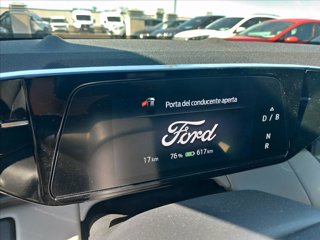 Porta del conducente aperta
Ford
D / B
N
R
17 km 76 % 617 km